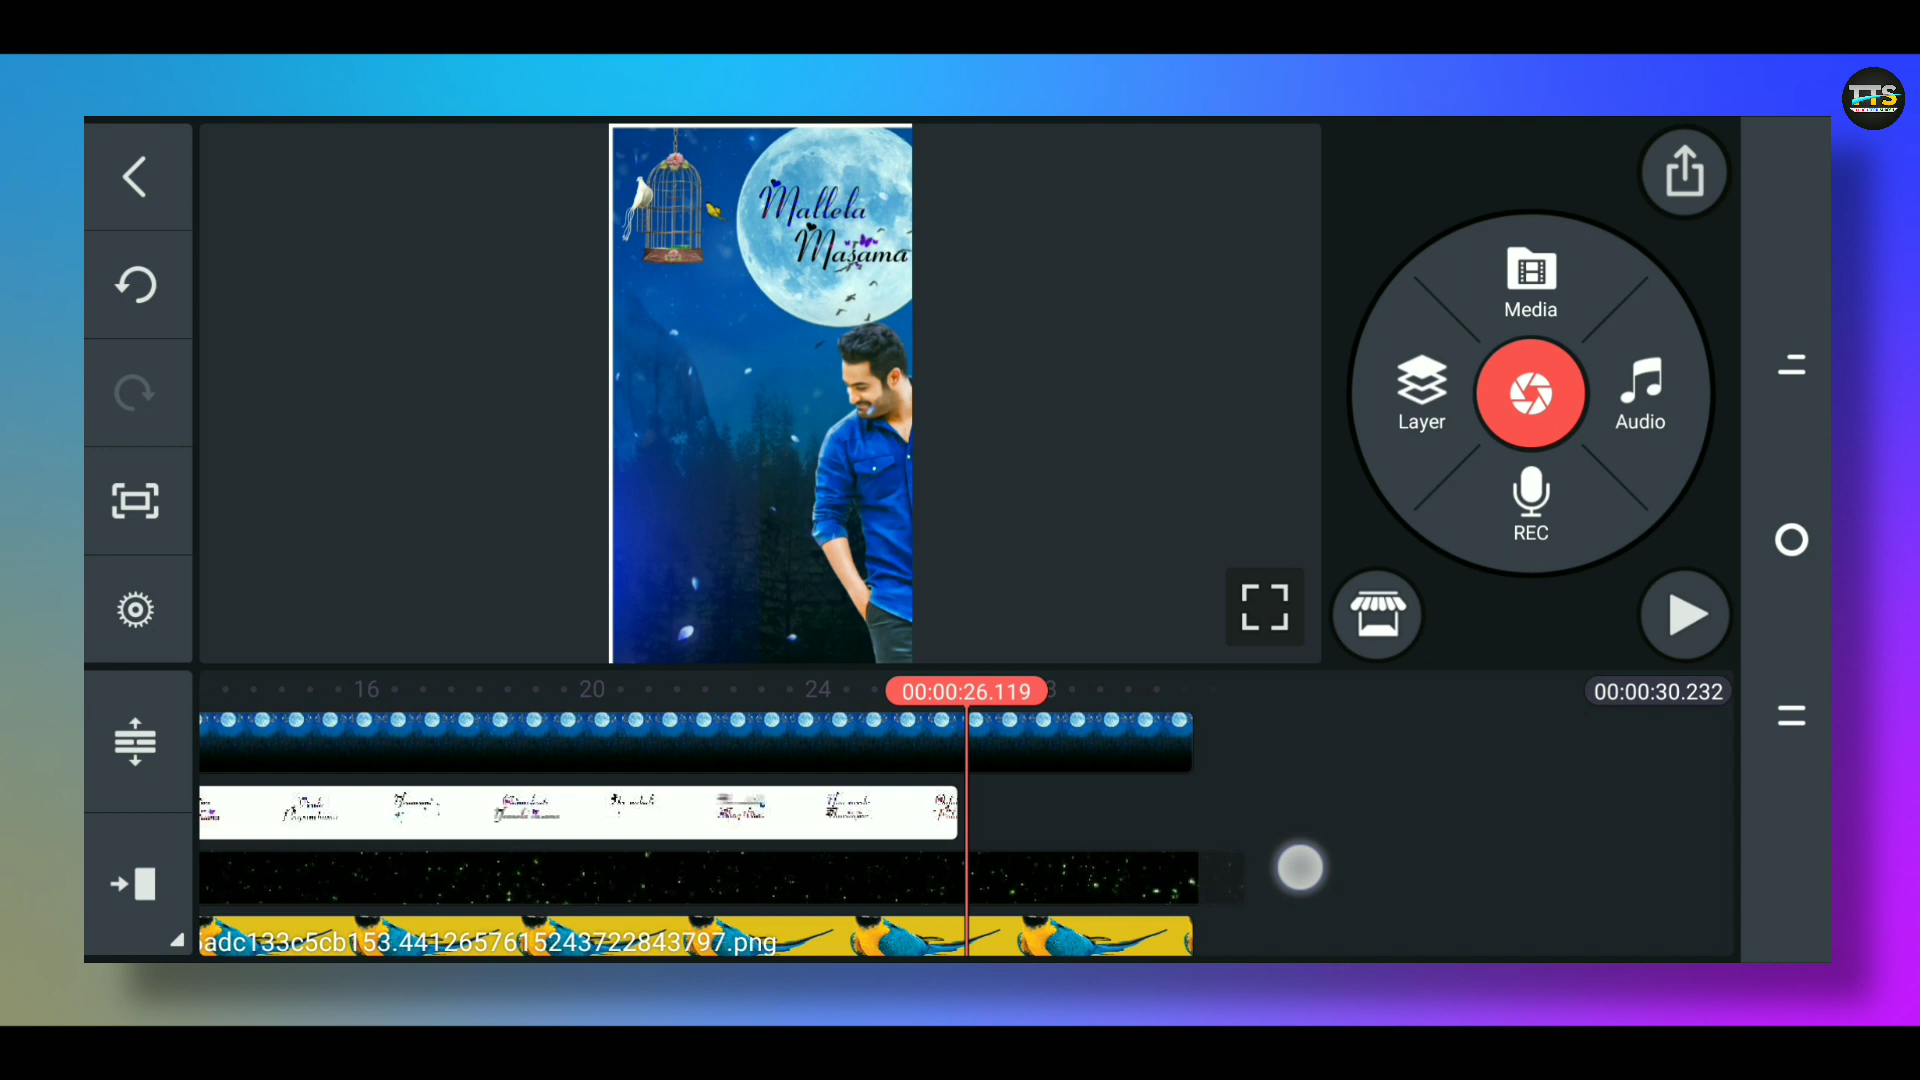 TTS
Mallela
Masama
Media
Layer
Audio
REC
16
20
24
00:00:26.119
00:00:30.232
adc133c5cb153.4412657615243722843797.png